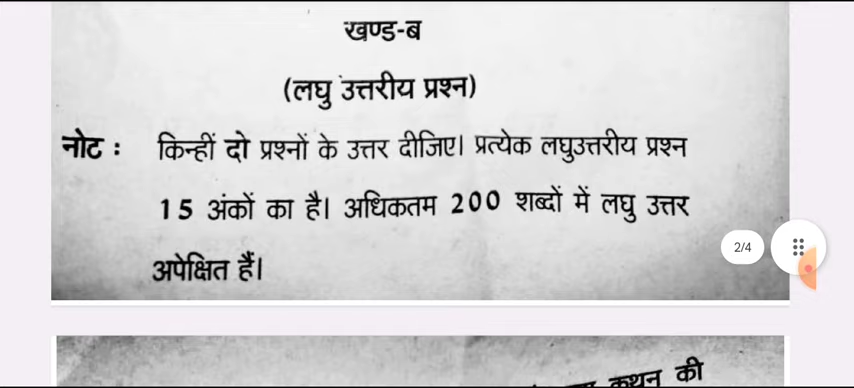 खण्ड-ब
(लघु उत्तरीय प्रश्न)
नोट : किन्हीं दो प्रश्नों के उत्तर दीजिए। प्रत्येक लघुउत्तरीय प्रश्न
15 अंकों का है। अधिकतम 200 शब्दों में लघु उत्तर
अपेक्षित हैं।
2/4
कथन की